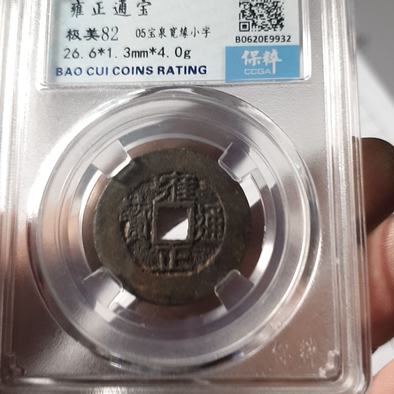 雍正通宝
极美82 05宝泉宽缘小字
26.6*1.3mm*4.0g
BAO CUI COINS RATING
B0620E9932
保粹
CCGA
雍正通寳